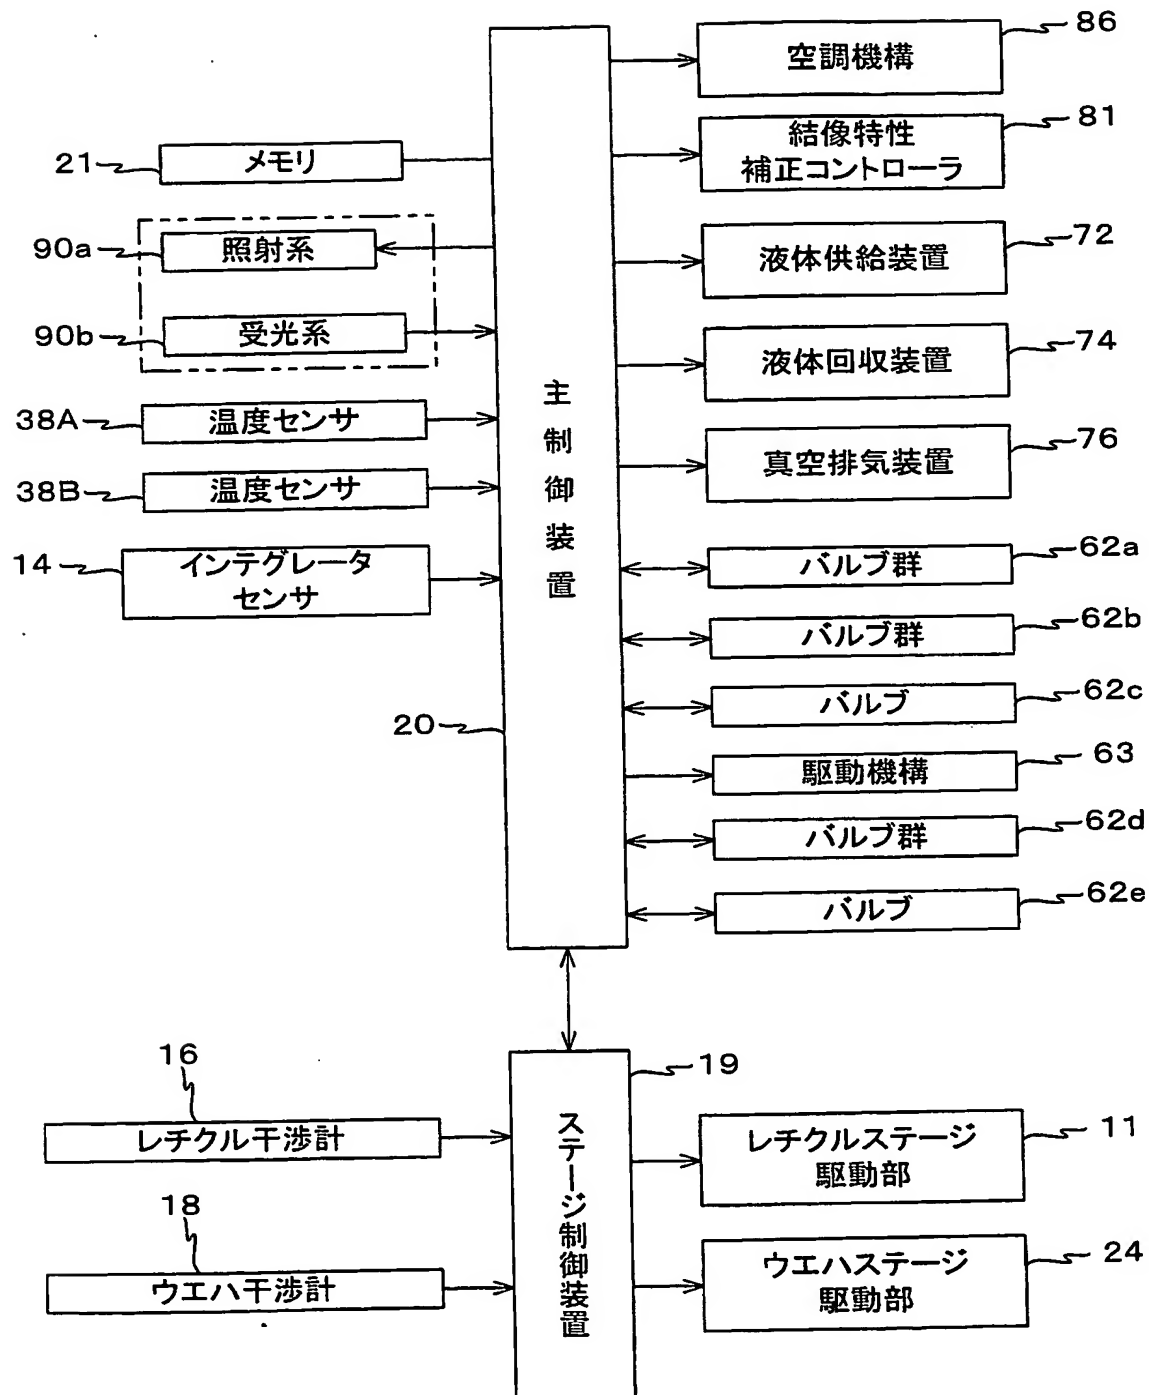 86
空調機構
81
結像特性
補正コントローラ
21
メモリ
90a
照射系
72
液体供給装置
90b
受光系
74
液体回収装置
38A
温度センサ
76
真空排気装置
38B
温度センサ
14
インテグレータ
センサ
主制御装置
62a
バルブ群
62b
バルブ群
62c
バルブ
20
63
駆動機構
62d
バルブ群
62e
バルブ
16
レチクル干渉計
19
ステージ制御装置
11
レチクルステージ
駆動部
18
ウエハ干渉計
24
ウエハステージ
駆動部